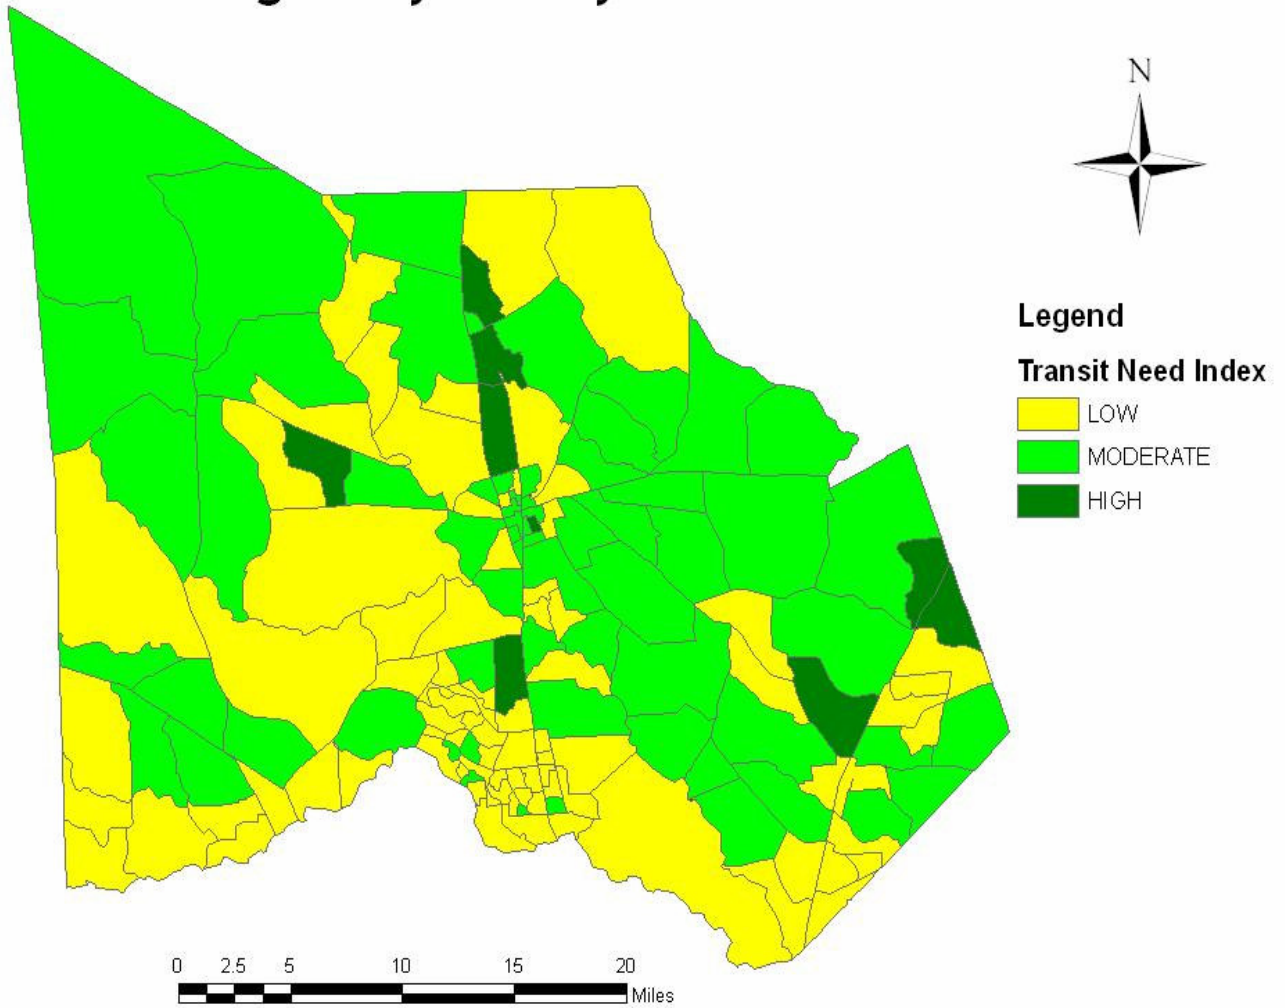 N
Legend
Transit Need Index
LOW
MODERATE
HIGH
0 2.5 5 10 15 20
Miles